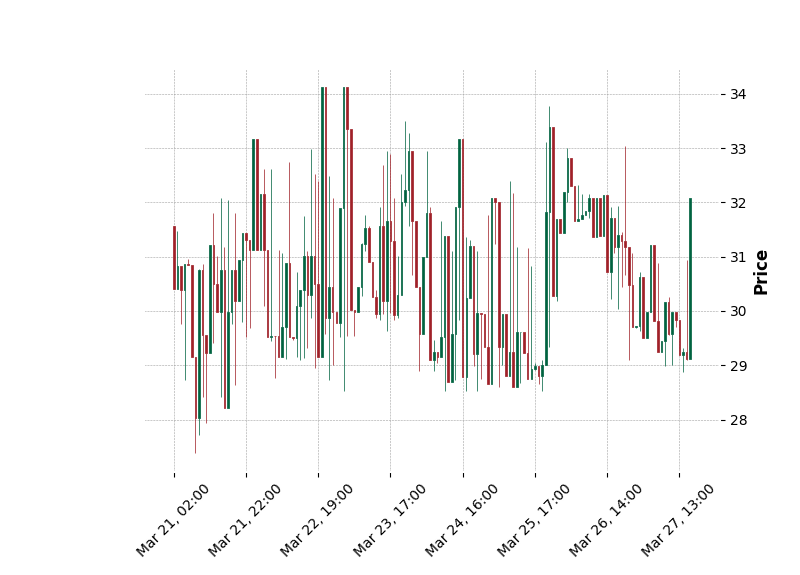 34
33
32
31
30
29
28
Price
Mar 21, 02:00
Mar 21, 22:00
Mar 22, 19:00
Mar 23, 17:00
Mar 24, 16:00
Mar 25, 17:00
Mar 26, 14:00
Mar 27, 13:00